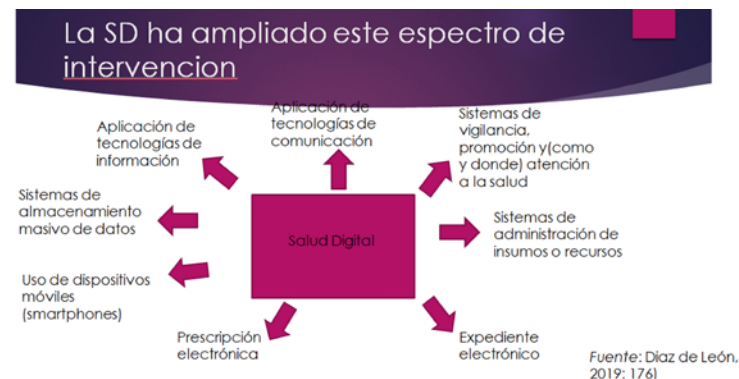 La SD ha ampliado este espectro de
intervencion
Aplicación de
tecnologías de
información
Aplicación de
tecnologías de
comunicación
Sistemas de
vigilancia,
promoción y(como
y donde) atención
a la salud
Sistemas de
almacenamiento
masivo de datos
Salud Digital
Sistemas de
administración de
insumos o recursos
Uso de dispositivos
móviles
(smartphones)
Prescripción
electrónica
Expediente
electrónico
Fuente: Diaz de León,
2019: 176)